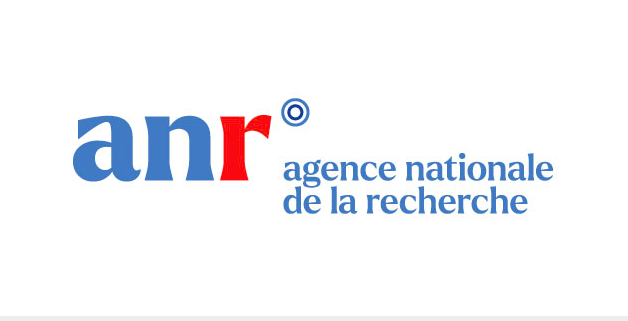 anr
agence nationale
de la recherche